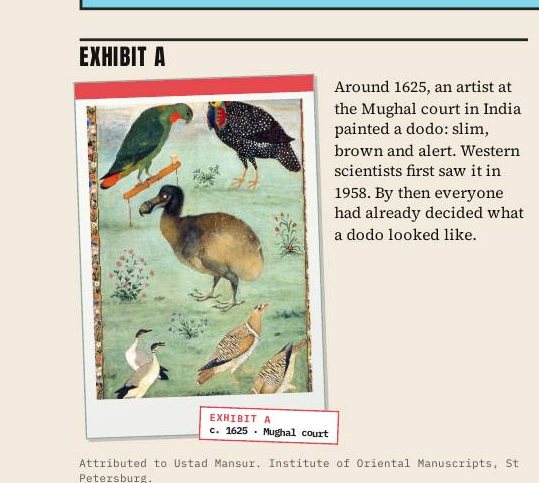 EXHIBIT A
Around 1625, an artist at
the Mughal court in India
painted a dodo: slim,
brown and alert. Western
scientists first saw it in
1958. By then everyone
had already decided what
a dodo looked like.
EXHIBIT A
c. 1625 · Mughal court
Attributed to Ustad Mansur. Institute of Oriental Manuscripts, St
Petersburg.